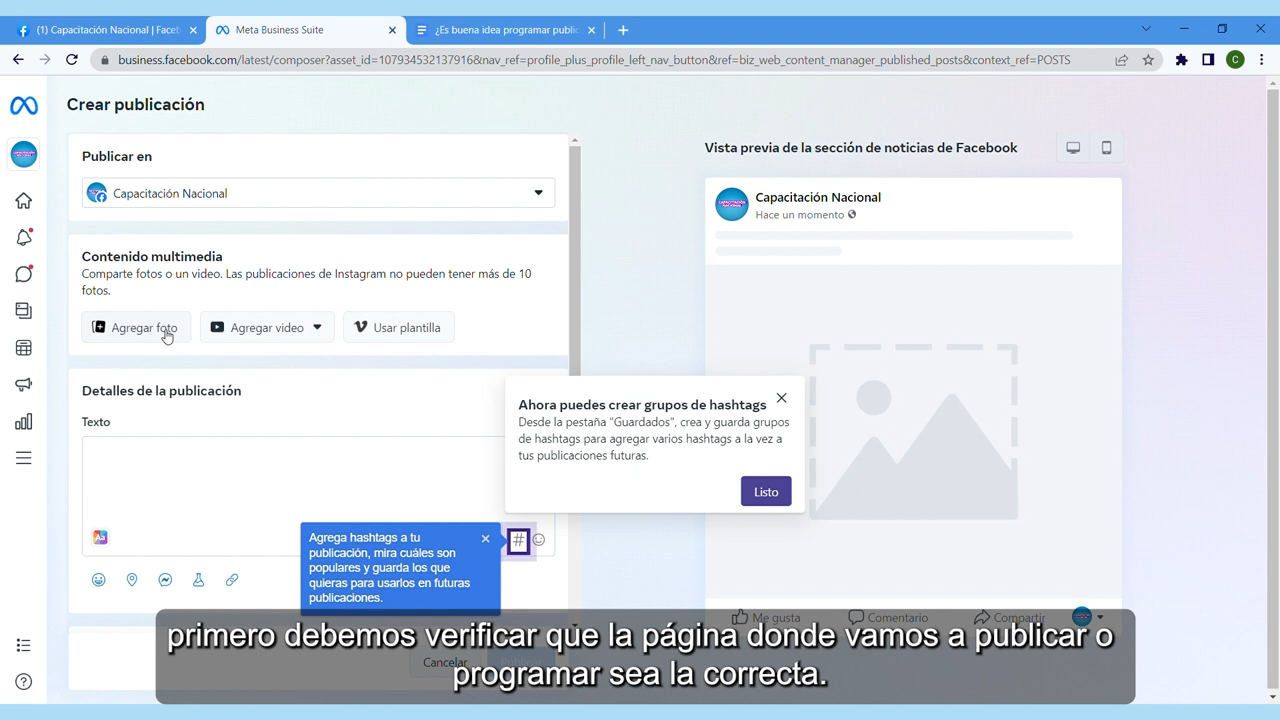 (1) Capacitación Nacional | Faceb
Meta Business Suite
¿Es buena idea programar public
business.facebook.com/latest/composer?asset_id=107934532137916&nav_ref=profile_plus_profile_left_nav_button&ref=biz_web_content_manager_published_posts&context_ref=POSTS
C
Crear publicación
Publicar en
Capacitación Nacional
Contenido multimedia
Comparte fotos o un video. Las publicaciones de Instagram no pueden tener más de 10
fotos.
Agregar foto
Agregar video
Usar plantilla
Detalles de la publicación
Texto
Agrega hashtags a tu
publicación, mira cuáles son
populares y guarda los que
quieras para usarlos en futuras
publicaciones.
#
Ahora puedes crear grupos de hashtags
Desde la pestaña "Guardados", crea y guarda grupos
de hashtags para agregar varios hashtags a la vez a
tus publicaciones futuras.
Listo
Cancelar
Vista previa de la sección de noticias de Facebook
Capacitación Nacional
Hace un momento
Me gusta
Comentario
Compartir
primero debemos verificar que la página donde vamos a publicar o
programar sea la correcta.